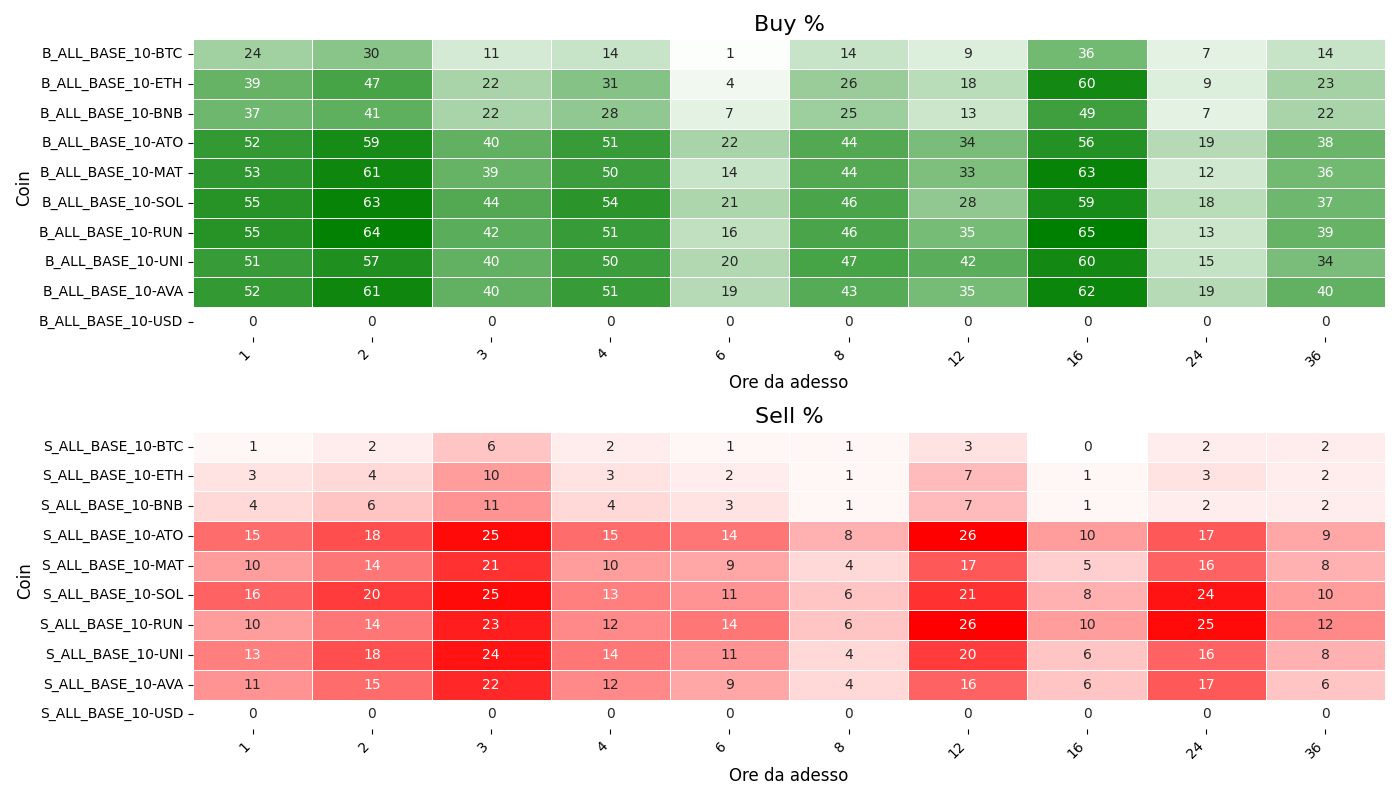 Buy %
Coin
B_ALL_BASE_10-BTC 24 30 11 14 1 14 9 36 7 14
B_ALL_BASE_10-ETH 39 47 22 31 4 26 18 60 9 23
B_ALL_BASE_10-BNB 37 41 22 28 7 25 13 49 7 22
B_ALL_BASE_10-ATO 52 59 40 51 22 44 34 56 19 38
B_ALL_BASE_10-MAT 53 61 39 50 14 44 33 63 12 36
B_ALL_BASE_10-SOL 55 63 44 54 21 46 28 59 18 37
B_ALL_BASE_10-RUN 55 64 42 51 16 46 35 65 13 39
B_ALL_BASE_10-UNI 51 57 40 50 20 47 42 60 15 34
B_ALL_BASE_10-AVA 52 61 40 51 19 43 35 62 19 40
B_ALL_BASE_10-USD 0 0 0 0 0 0 0 0 0 0
1 2 3 4 6 8 12 16 24 36
Ore da adesso
Sell %
Coin
S_ALL_BASE_10-BTC 1 2 6 2 1 1 3 0 2 2
S_ALL_BASE_10-ETH 3 4 10 3 2 1 7 1 3 2
S_ALL_BASE_10-BNB 4 6 11 4 3 1 7 1 2 2
S_ALL_BASE_10-ATO 15 18 25 15 14 8 26 10 17 9
S_ALL_BASE_10-MAT 10 14 21 10 9 4 17 5 16 8
S_ALL_BASE_10-SOL 16 20 25 13 11 6 21 8 24 10
S_ALL_BASE_10-RUN 10 14 23 12 14 6 26 10 25 12
S_ALL_BASE_10-UNI 13 18 24 14 11 4 20 6 16 8
S_ALL_BASE_10-AVA 11 15 22 12 9 4 16 6 17 6
S_ALL_BASE_10-USD 0 0 0 0 0 0 0 0 0 0
1 2 3 4 6 8 12 16 24 36
Ore da adesso